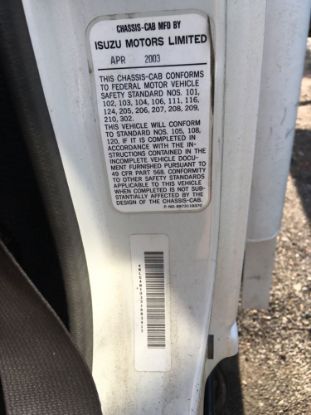 CHASSIS-CAB MFD BY
ISUZU MOTORS LIMITED
APR 2003
THIS CHASSIS-CAB CONFORMS
TO FEDERAL MOTOR VEHICLE
SAFETY STANDARD NOS. 101,
102, 103, 104, 106, 111, 116,
124, 205, 206, 207, 208, 209,
210, 302.
THIS VEHICLE WILL CONFORM
TO STANDARD NOS. 105, 108,
120, IF IT IS COMPLETED IN
ACCORDANCE WITH THE IN-
STRUCTIONS CONTAINED IN THE
INCOMPLETE VEHICLE DOCU-
MENT FURNISHED PURSUANT TO
49 CFR PART 568. CONFORMITY
TO OTHER SAFETY STANDARDS
APPLICABLE TO THIS VEHICLE
WHEN COMPLETED IS NOT SUB-
STANTIALLY AFFECTED BY THE
DESIGN OF THE CHASSIS-CAB.